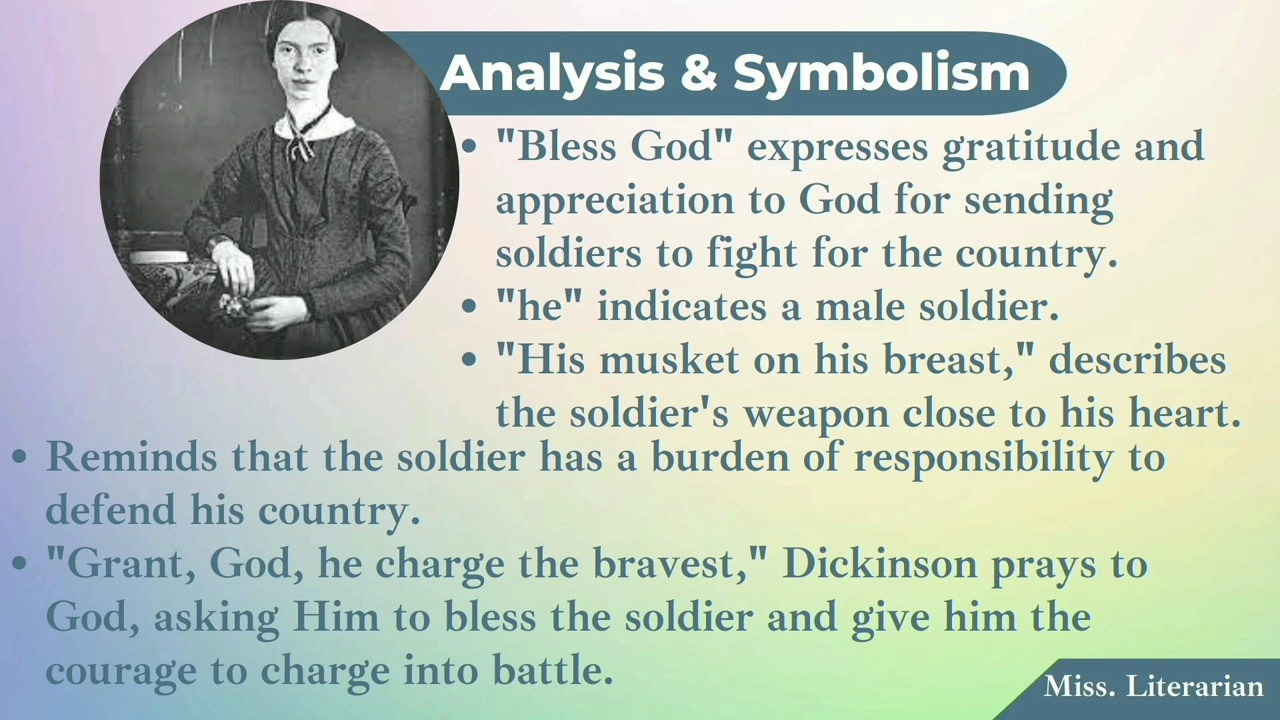 Analysis & Symbolism
• "Bless God" expresses gratitude and
appreciation to God for sending
soldiers to fight for the country.
• "he" indicates a male soldier.
• "His musket on his breast," describes
the soldier's weapon close to his heart.
• Reminds that the soldier has a burden of responsibility to
defend his country.
• "Grant, God, he charge the bravest," Dickinson prays to
God, asking Him to bless the soldier and give him the
courage to charge into battle.
Miss. Literarian